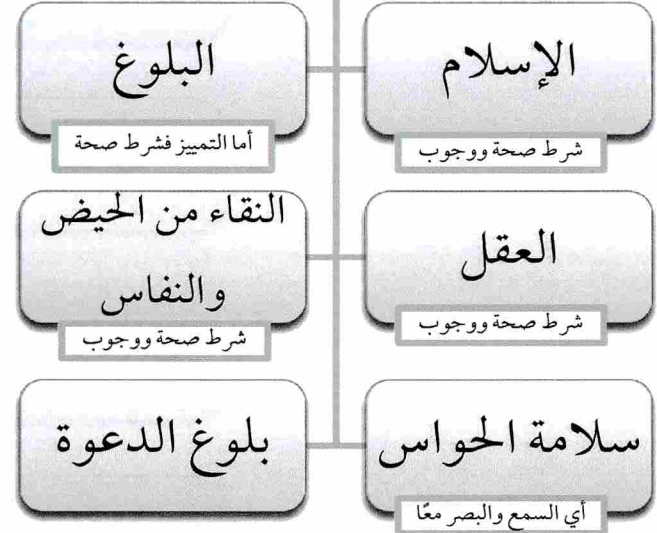 الإسلام
شرط صحة ووجوب
البلوغ
أما التمييز فشرط صحة
العقل
شرط صحة ووجوب
النقاء من الحيض
والنفاس
شرط صحة ووجوب
سلامة الحواس
أي السمع والبصر معًا
بلوغ الدعوة